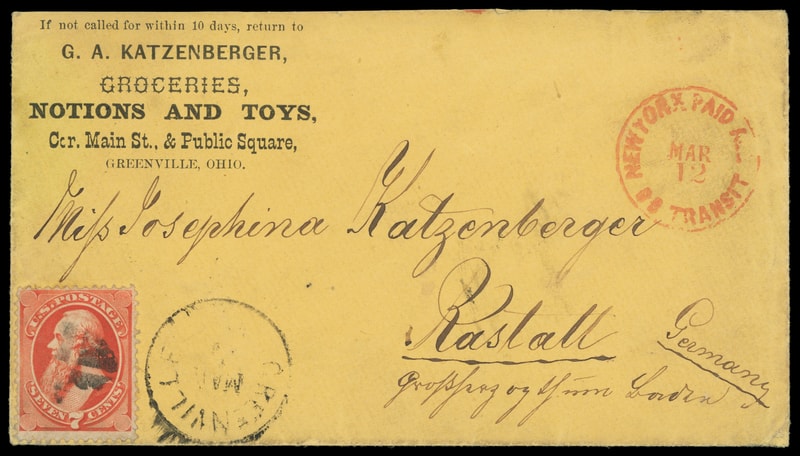 If not called for within 10 days, return to
G. A. KATZENBERGER,
GROCERIES,
NOTIONS AND TOYS,
Cor. Main St., & Public Square,
GREENVILLE, OHIO.
NEW YORK PAID
MAR
12
TRANSIT
Miss Josephina Katzenberger
Rastatt
Germany
Großherzogthum Baden
U.S. POSTAGE
SEVEN 7 CENTS
GREENVILLE
MAR